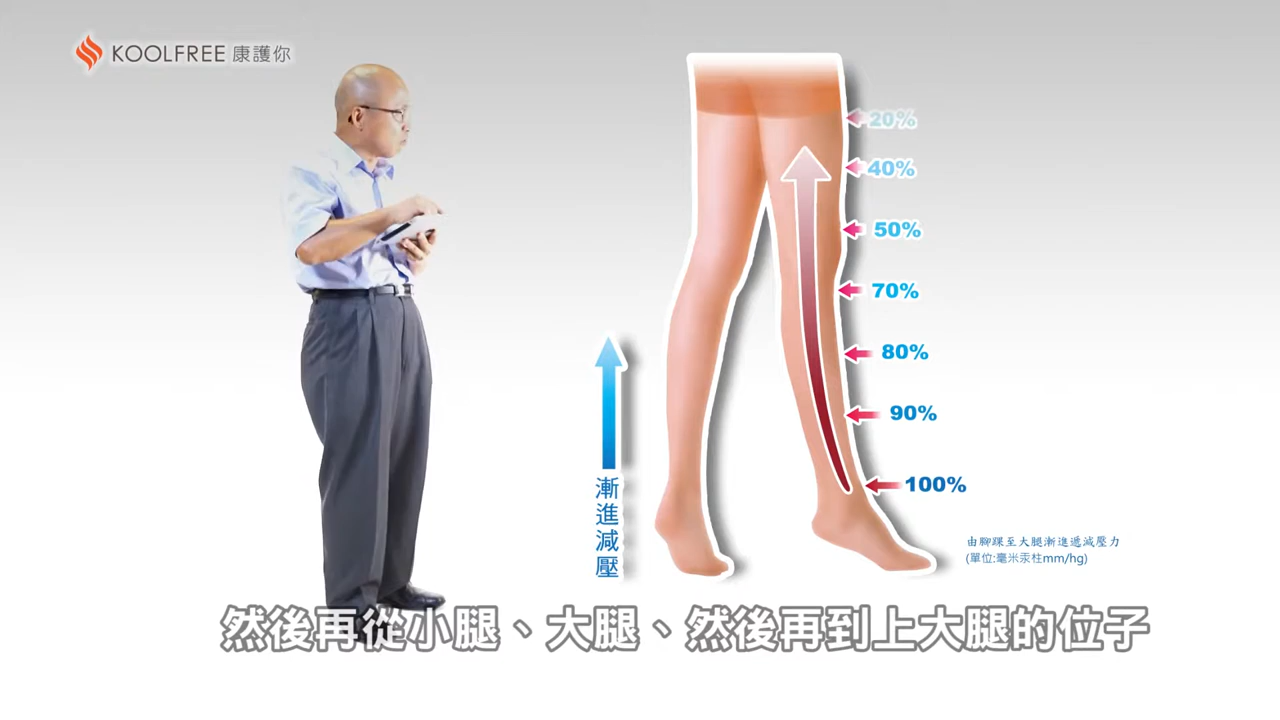 KOOLFREE 康護你
20%
40%
50%
70%
80%
90%
100%
漸進減壓
由腳踝至大腿漸進遞減壓力
(單位:毫米汞柱mm/hg)
然後再從小腿、大腿、然後再到上大腿的位子